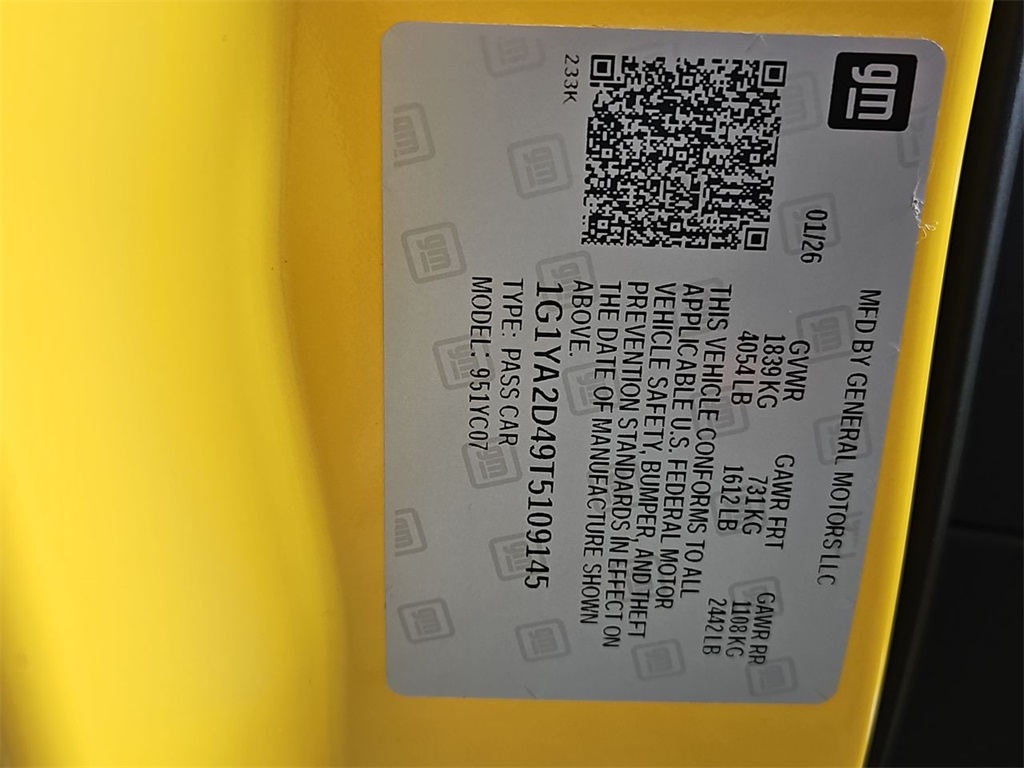 gm
01/26
MFD BY GENERAL MOTORS LLC
GVWR GAWR FRT GAWR RR
1839 KG 731 KG 1108 KG
4054 LB 1612 LB 2442 LB
THIS VEHICLE CONFORMS TO ALL
APPLICABLE U.S. FEDERAL MOTOR
VEHICLE SAFETY, BUMPER, AND THEFT
PREVENTION STANDARDS IN EFFECT ON
THE DATE OF MANUFACTURE SHOWN
ABOVE.
233K
1G1YA2D49T5109145
TYPE: PASS CAR
MODEL: 951YC07